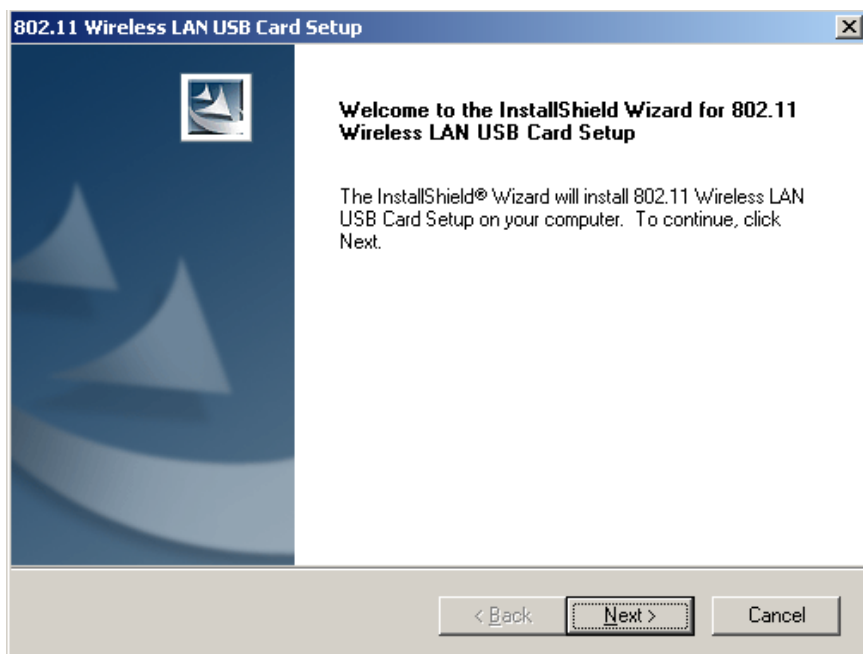 802.11 Wireless LAN USB Card Setup
Welcome to the InstallShield Wizard for 802.11
Wireless LAN USB Card Setup
The InstallShield® Wizard will install 802.11 Wireless LAN
USB Card Setup on your computer. To continue, click
Next.
< Back
Next >
Cancel